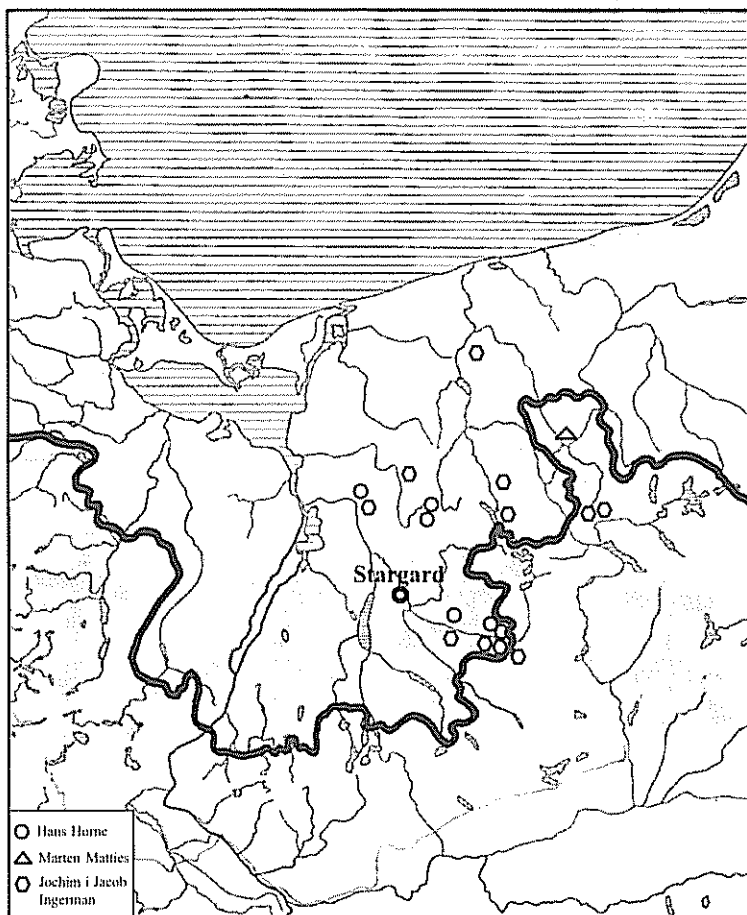 Stargard
Hans Horne
Marten Matties
Jochim i Jacob
Ingerman